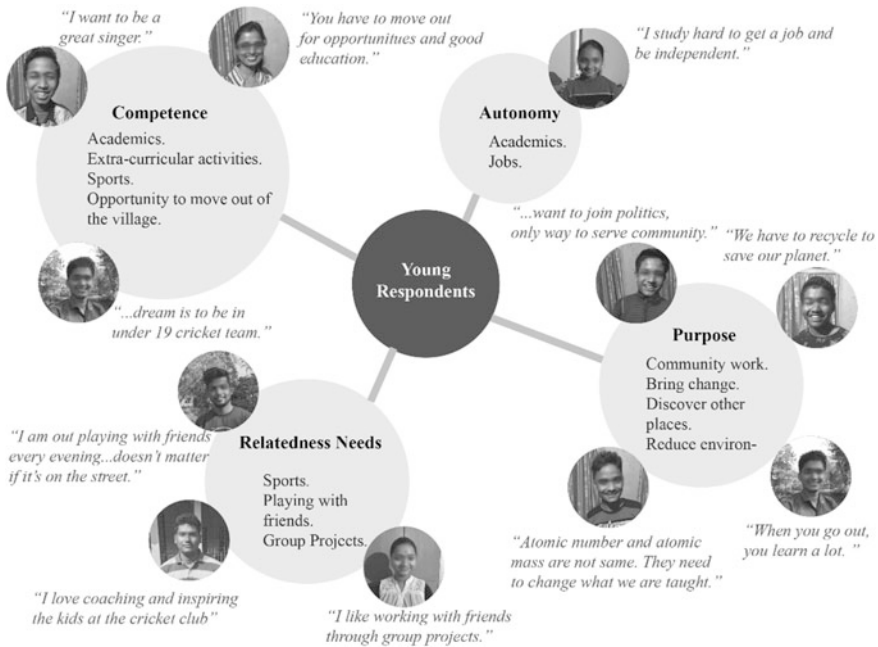 “I want to be a
great singer.”
“You have to move out
for opportunitues and good
education.”
Competence
Academics.
Extra-curricular activities.
Sports.
Opportunity to move out of
the village.
“...dream is to be in
under 19 cricket team.”
“I study hard to get a job and
be independent.”
Autonomy
Academics.
Jobs.
Young
Respondents
“...want to join politics,
only way to serve community.”
“We have to recycle to
save our planet.”
Purpose
Community work.
Bring change.
Discover other
places.
Reduce environ-
“Atomic number and atomic
mass are not same. They need
to change what we are taught.”
“When you go out,
you learn a lot. ”
Relatedness Needs
Sports.
Playing with
friends.
Group Projects.
“I am out playing with friends
every evening...doesn’t matter
if it’s on the street.”
“I love coaching and inspiring
the kids at the cricket club”
“I like working with friends
through group projects.”